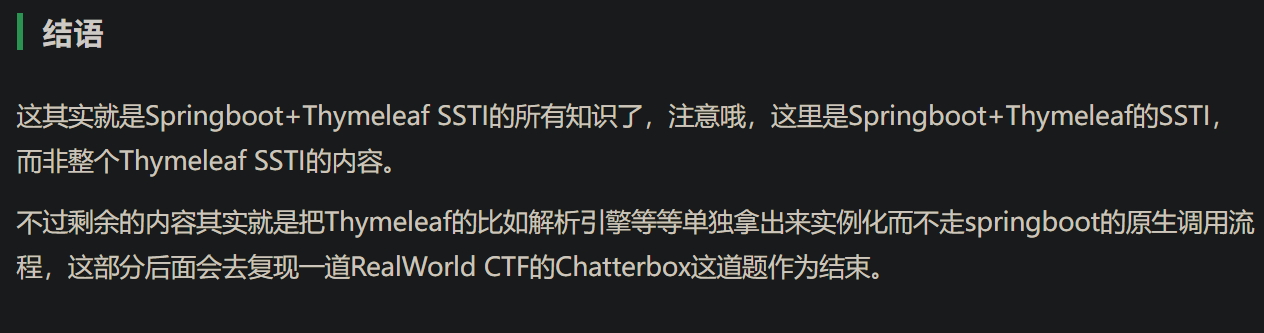 结语
这其实就是Springboot+Thymeleaf SSTI的所有知识了，注意哦，这里是Springboot+Thymeleaf的SSTI，
而非整个Thymeleaf SSTI的内容。
不过剩余的内容其实就是把Thymeleaf的比如解析引擎等等单独拿出来实例化而不走springboot的原生调用流
程，这部分后面会去复现一道RealWorld CTF的Chatterbox这道题作为结束。